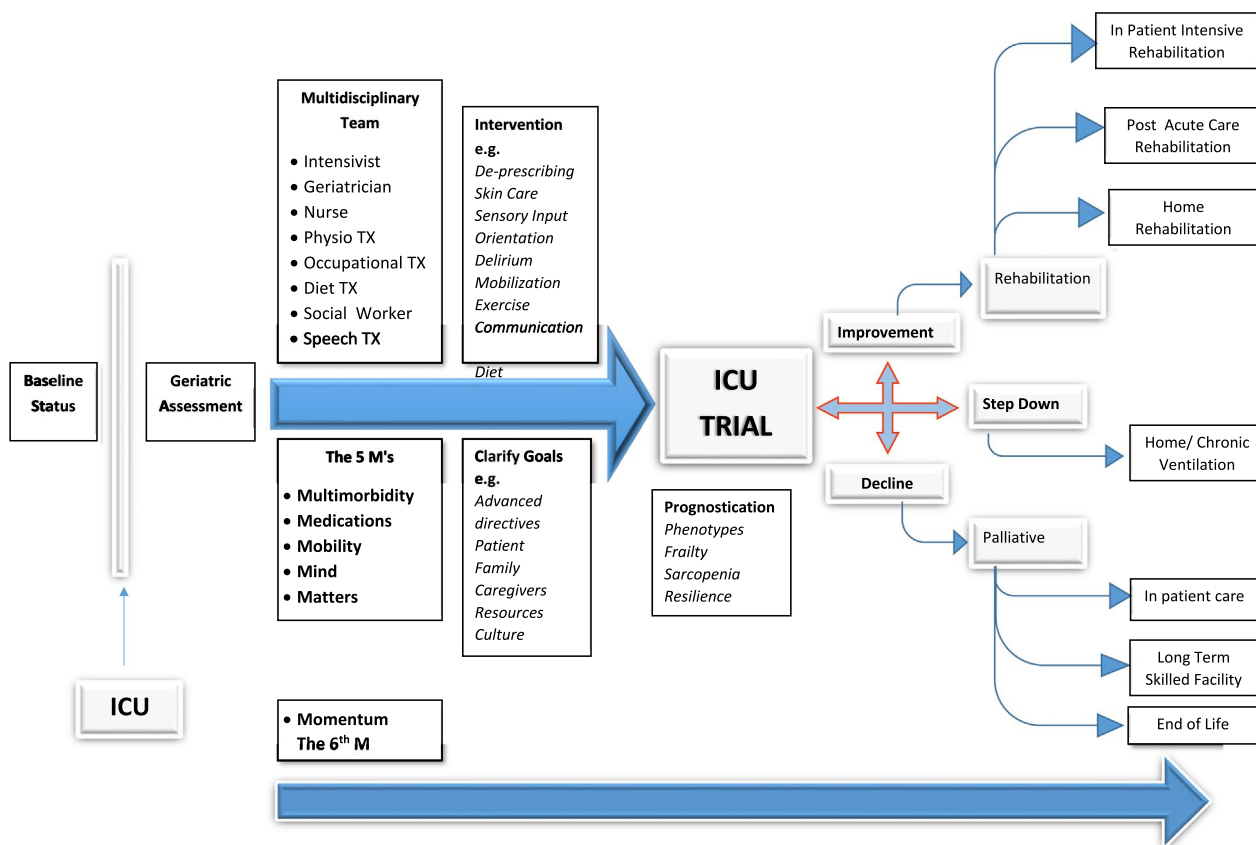 Baseline
Status
ICU
Geriatric
Assessment
Multidisciplinary
Team
• Intensivist
• Geriatrician
• Nurse
• Physio TX
• Occupational TX
• Diet TX
• Social Worker
• Speech TX
Intervention
e.g.
De-prescribing
Skin Care
Sensory Input
Orientation
Delirium
Mobilization
Exercise
Communication
Diet
The 5 M's
• Multimorbidity
• Medications
• Mobility
• Mind
• Matters
Clarify Goals
e.g.
Advanced
directives
Patient
Family
Caregivers
Resources
Culture
• Momentum
The 6th M
ICU
TRIAL
Prognostication
Phenotypes
Frailty
Sarcopenia
Resilience
Improvement
Step Down
Decline
Rehabilitation
Palliative
In Patient Intensive
Rehabilitation
Post Acute Care
Rehabilitation
Home
Rehabilitation
Home/ Chronic
Ventilation
In patient care
Long Term
Skilled Facility
End of Life